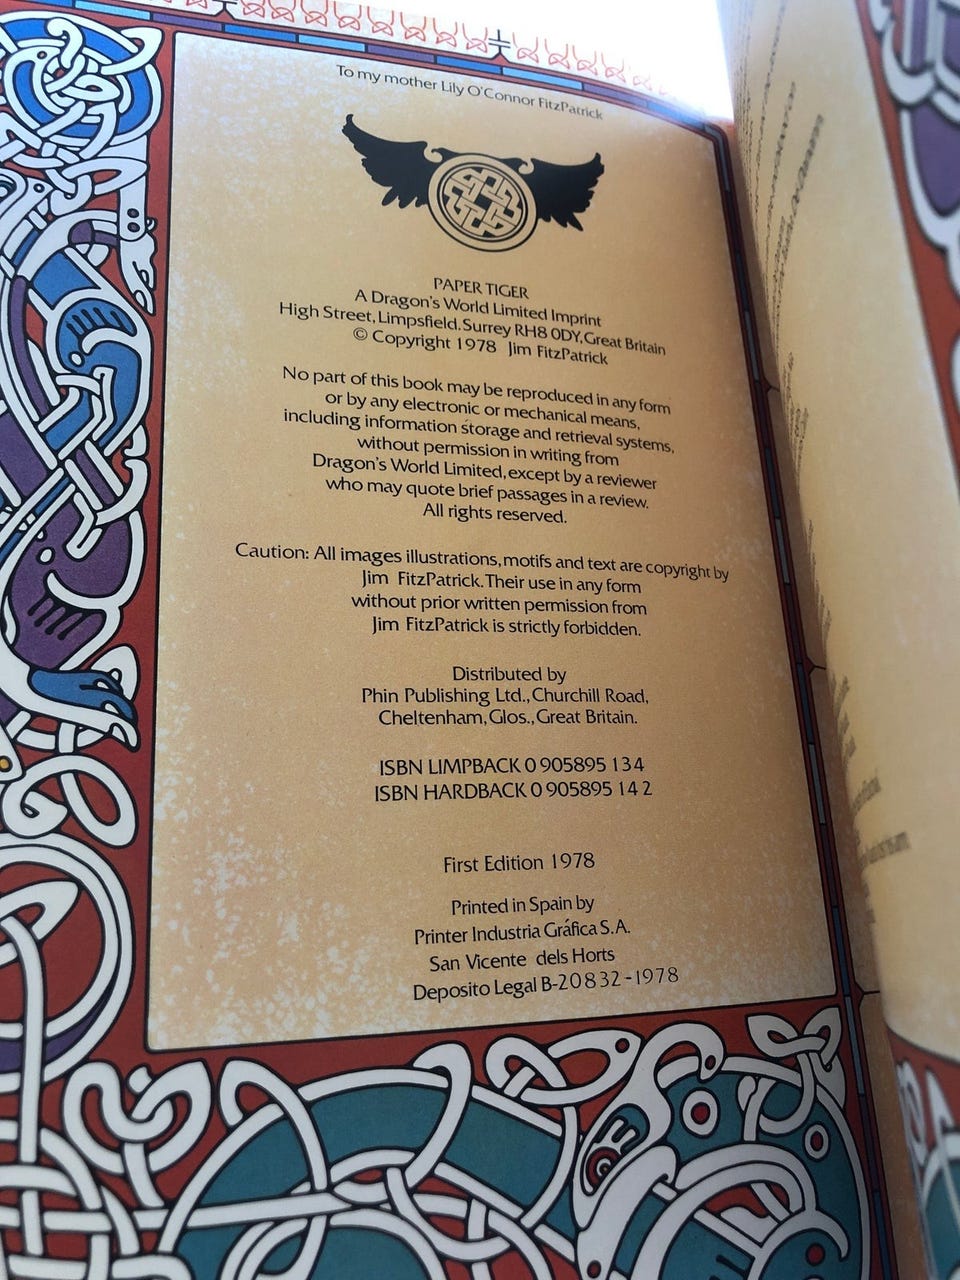 To my mother Lily O'Connor FitzPatrick
PAPER TIGER
A Dragon's World Limited Imprint
High Street, Limpsfield. Surrey RH8 0DY, Great Britain
© Copyright 1978 Jim FitzPatrick
No part of this book may be reproduced in any form
or by any electronic or mechanical means,
including information storage and retrieval systems,
without permission in writing from
Dragon's World Limited, except by a reviewer
who may quote brief passages in a review.
All rights reserved.
Caution: All images illustrations, motifs and text are copyright by
Jim FitzPatrick. Their use in any form
without prior written permission from
Jim FitzPatrick is strictly forbidden.
Distributed by
Phin Publishing Ltd., Churchill Road,
Cheltenham, Glos., Great Britain.
ISBN LIMPBACK 0 905895 13 4
ISBN HARDBACK 0 905895 14 2
First Edition 1978
Printed in Spain by
Printer Industria Gráfica S.A.
San Vicente dels Horts
Deposito Legal B-20832-1978